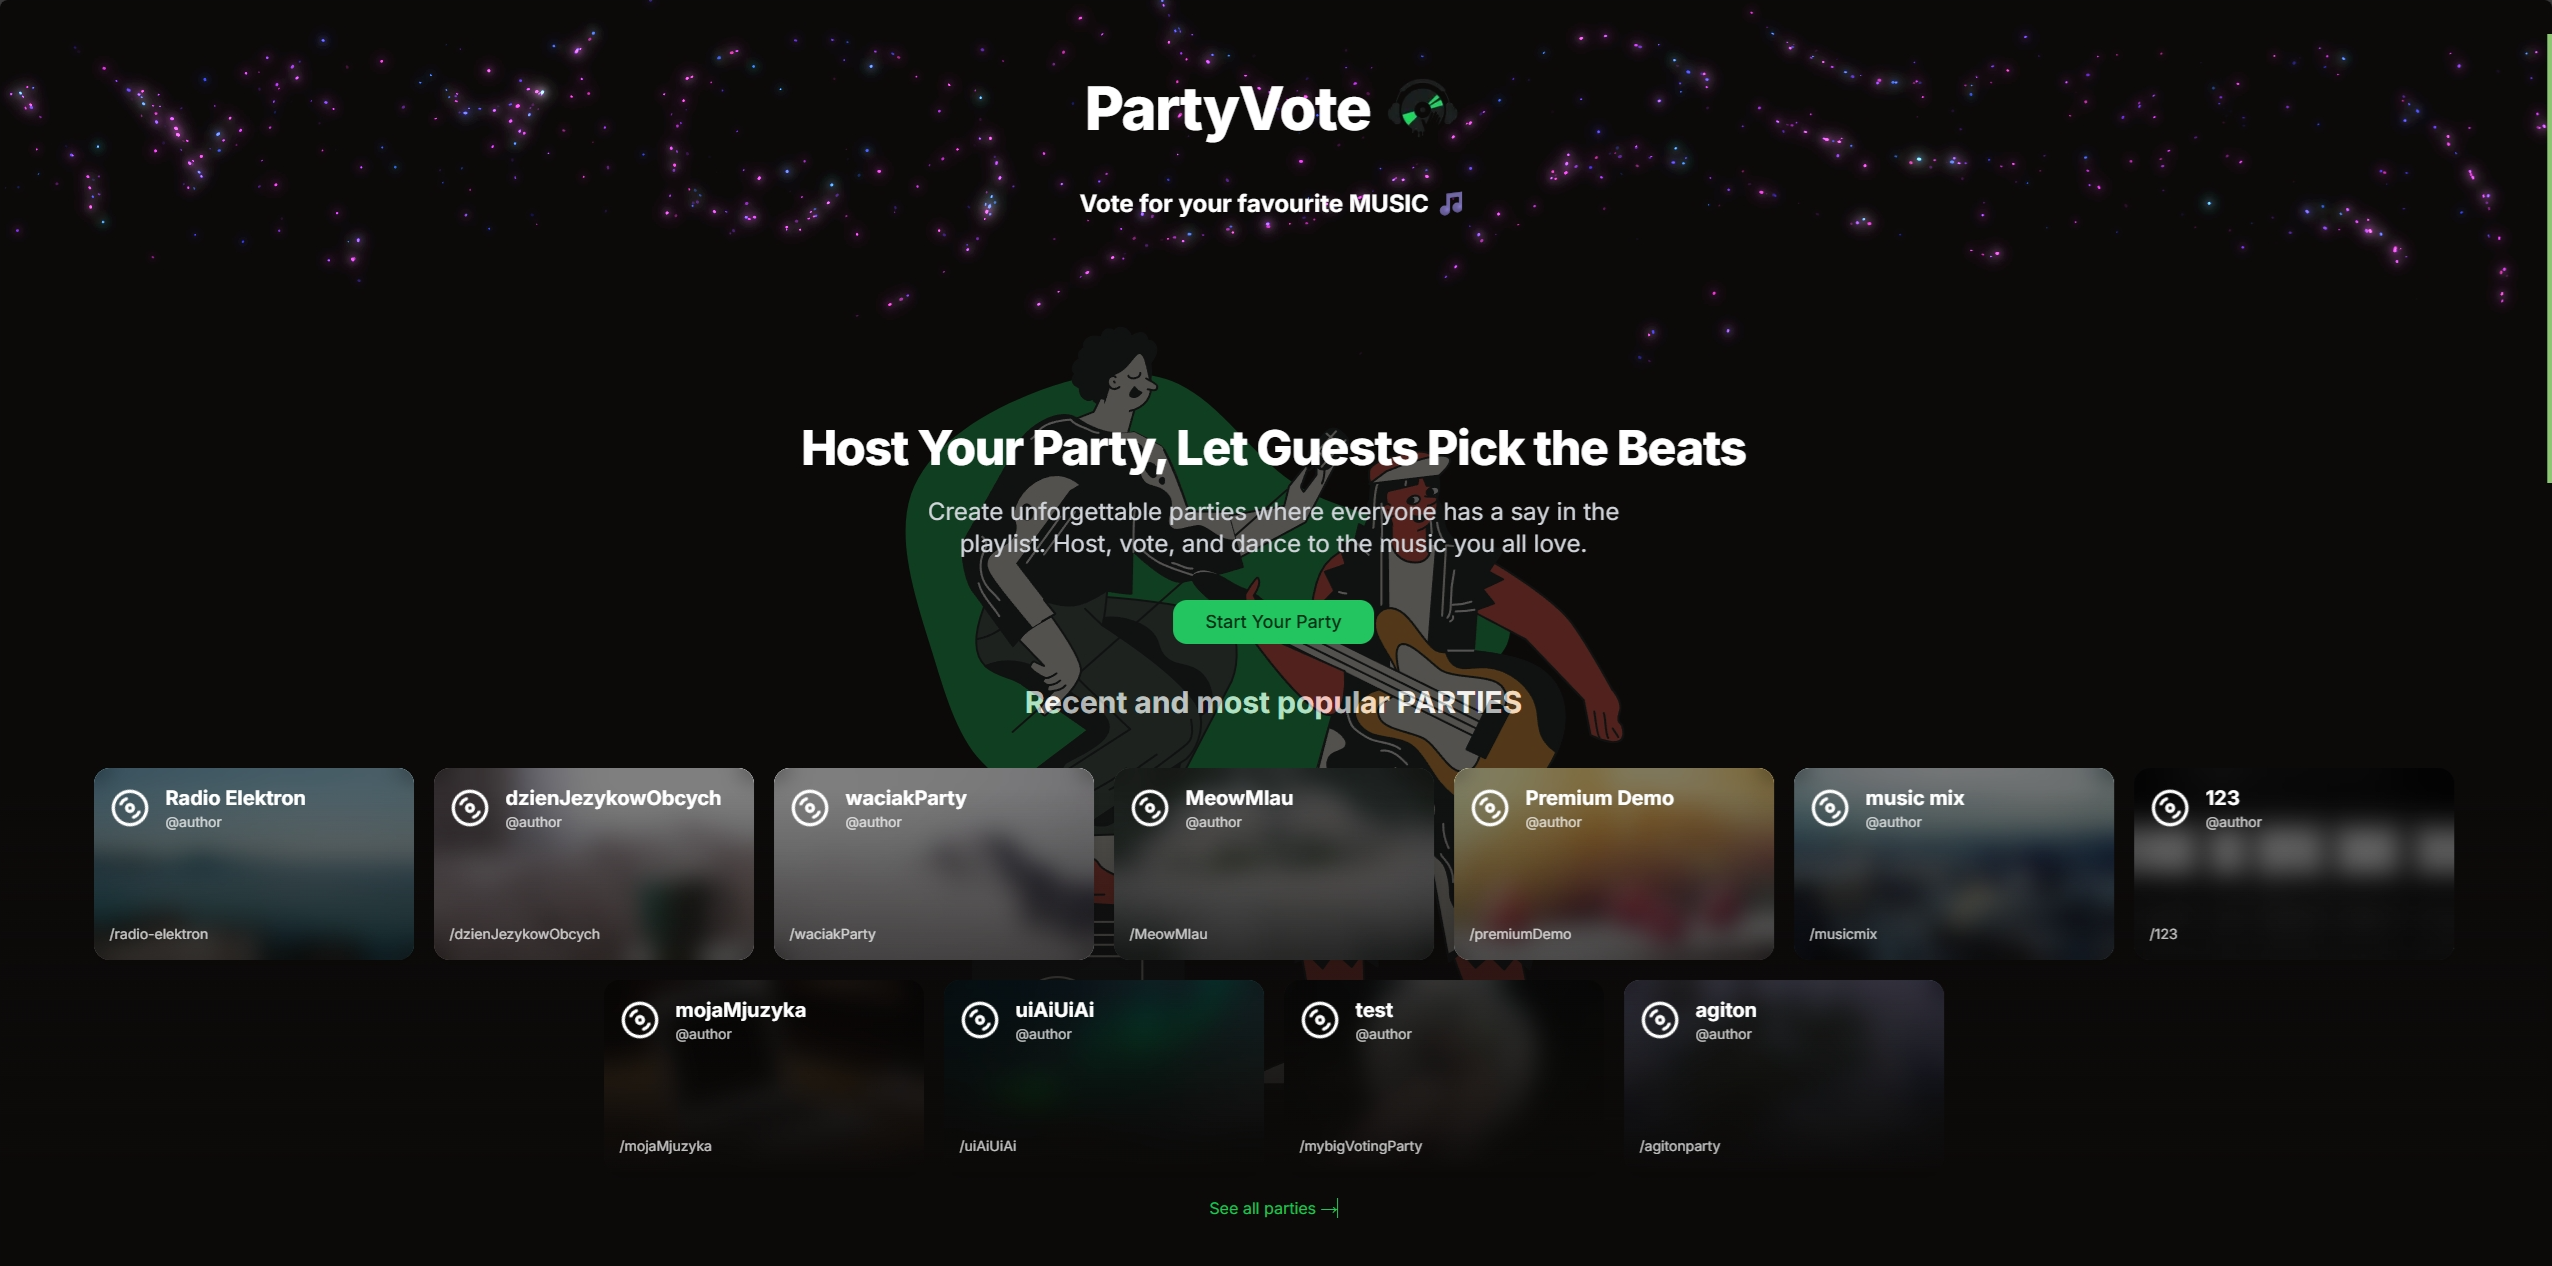 PartyVote
Vote for your favourite MUSIC
Host Your Party, Let Guests Pick the Beats
Create unforgettable parties where everyone has a say in the
playlist. Host, vote, and dance to the music you all love.
Start Your Party
Recent and most popular PARTIES
Radio Elektron
@author
/radio-elektron
dzienJezykowObcych
@author
/dzienJezykowObcych
waciakParty
@author
/waciakParty
MeowMlau
@author
/MeowMlau
Premium Demo
@author
/premiumDemo
music mix
@author
/musicmix
123
@author
/123
mojaMjuzyka
@author
/mojaMjuzyka
uiAiUiAi
@author
/uiAiUiAi
test
@author
/mybigVotingParty
agiton
@author
/agitonparty
See all parties →